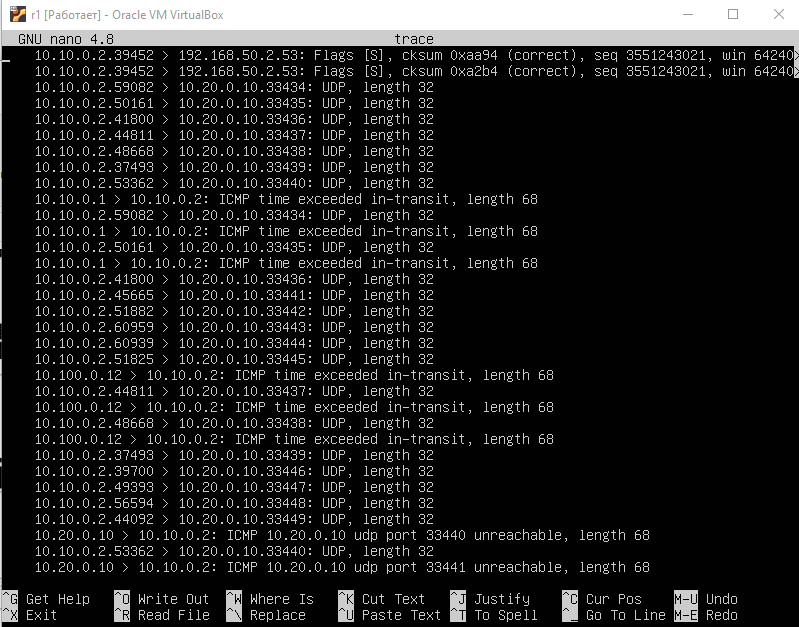 r1 [Работает] - Oracle VM VirtualBox
GNU nano 4.8 trace
10.10.0.2.39452 > 192.168.50.2.53: Flags [S], cksum 0xaa94 (correct), seq 3551243021, win 64240>
10.10.0.2.39452 > 192.168.50.2.53: Flags [S], cksum 0xa2b4 (correct), seq 3551243021, win 64240>
10.10.0.2.59082 > 10.20.0.10.33434: UDP, length 32
10.10.0.2.50161 > 10.20.0.10.33435: UDP, length 32
10.10.0.2.41800 > 10.20.0.10.33436: UDP, length 32
10.10.0.2.44811 > 10.20.0.10.33437: UDP, length 32
10.10.0.2.48668 > 10.20.0.10.33438: UDP, length 32
10.10.0.2.37493 > 10.20.0.10.33439: UDP, length 32
10.10.0.2.53362 > 10.20.0.10.33440: UDP, length 32
10.10.0.1 > 10.10.0.2: ICMP time exceeded in-transit, length 68
10.10.0.2.59082 > 10.20.0.10.33434: UDP, length 32
10.10.0.1 > 10.10.0.2: ICMP time exceeded in-transit, length 68
10.10.0.2.50161 > 10.20.0.10.33435: UDP, length 32
10.10.0.1 > 10.10.0.2: ICMP time exceeded in-transit, length 68
10.10.0.2.41800 > 10.20.0.10.33436: UDP, length 32
10.10.0.2.45665 > 10.20.0.10.33441: UDP, length 32
10.10.0.2.51882 > 10.20.0.10.33442: UDP, length 32
10.10.0.2.60959 > 10.20.0.10.33443: UDP, length 32
10.10.0.2.60939 > 10.20.0.10.33444: UDP, length 32
10.10.0.2.51825 > 10.20.0.10.33445: UDP, length 32
10.100.0.12 > 10.10.0.2: ICMP time exceeded in-transit, length 68
10.10.0.2.44811 > 10.20.0.10.33437: UDP, length 32
10.100.0.12 > 10.10.0.2: ICMP time exceeded in-transit, length 68
10.10.0.2.48668 > 10.20.0.10.33438: UDP, length 32
10.100.0.12 > 10.10.0.2: ICMP time exceeded in-transit, length 68
10.10.0.2.37493 > 10.20.0.10.33439: UDP, length 32
10.10.0.2.39700 > 10.20.0.10.33446: UDP, length 32
10.10.0.2.49393 > 10.20.0.10.33447: UDP, length 32
10.10.0.2.56594 > 10.20.0.10.33448: UDP, length 32
10.10.0.2.44092 > 10.20.0.10.33449: UDP, length 32
10.20.0.10 > 10.10.0.2: ICMP 10.20.0.10 udp port 33440 unreachable, length 68
10.10.0.2.53362 > 10.20.0.10.33440: UDP, length 32
10.20.0.10 > 10.10.0.2: ICMP 10.20.0.10 udp port 33441 unreachable, length 68
^G Get Help ^O Write Out ^W Where Is ^K Cut Text ^J Justify ^C Cur Pos M-U Undo
^X Exit ^R Read File ^\ Replace ^U Paste Text ^T To Spell ^_ Go To Line M-E Redo